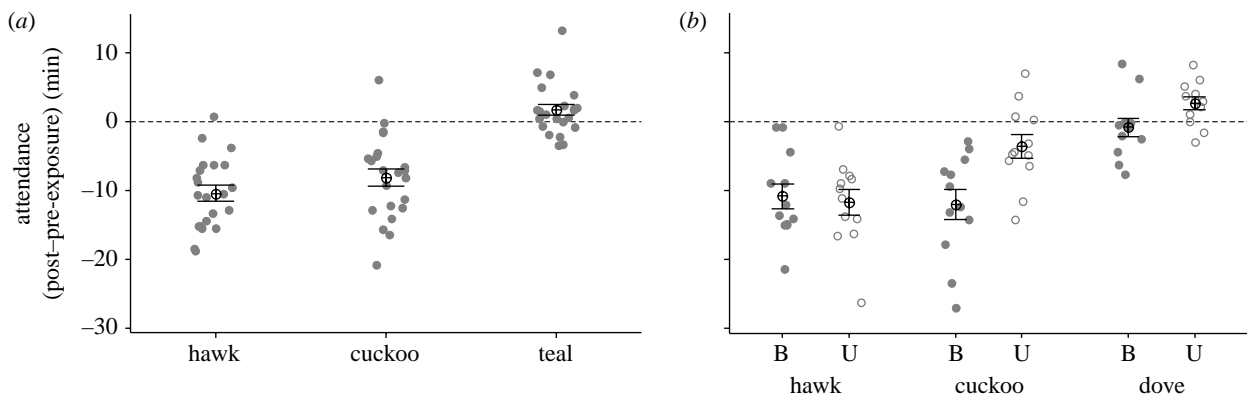 (a)
(b)
attendance
(post–pre-exposure) (min)
10
0
–10
–20
–30
hawk cuckoo teal
B U B U B U
hawk cuckoo dove